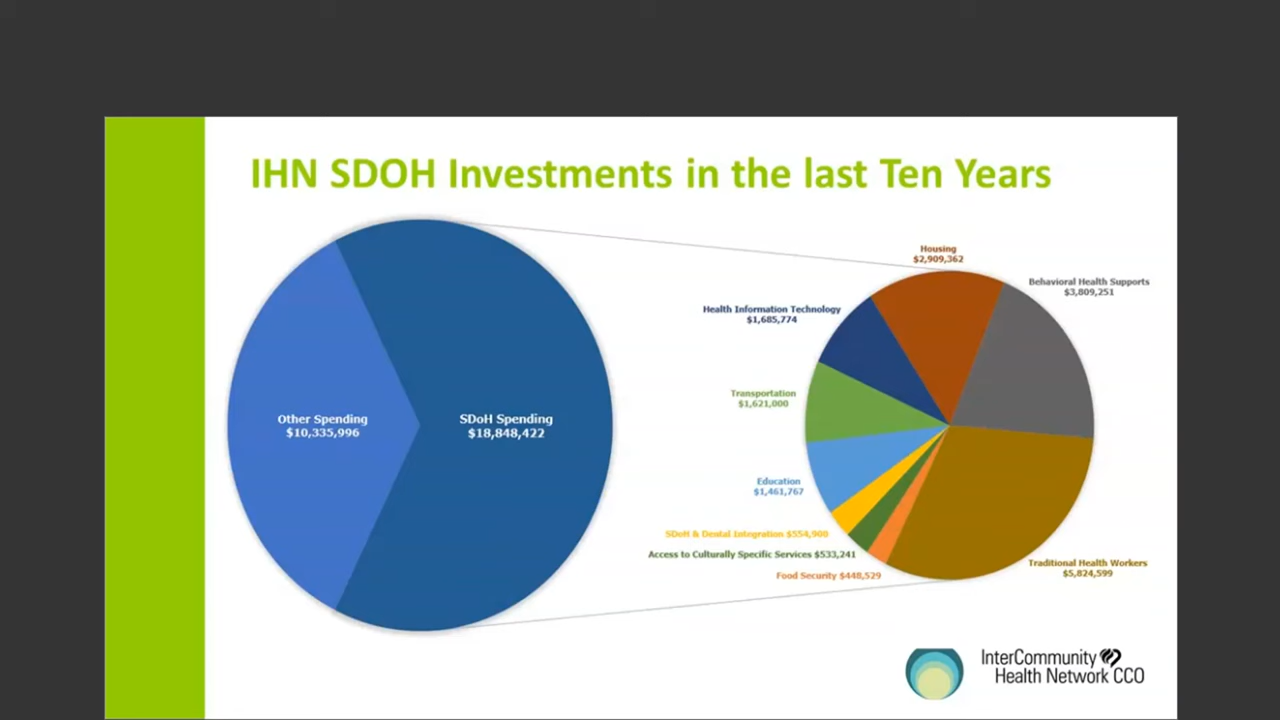 IHN SDOH Investments in the last Ten Years
Other Spending
$10,335,996
SDoH Spending
$18,848,422
Housing
$2,909,362
Behavioral Health Supports
$3,809,251
Health Information Technology
$1,685,774
Transportation
$1,621,000
Education
$1,461,767
SDoH & Dental Integration $554,900
Access to Culturally Specific Services $533,241
Food Security $448,529
Traditional Health Workers
$5,824,599
InterCommunity
Health Network CCO